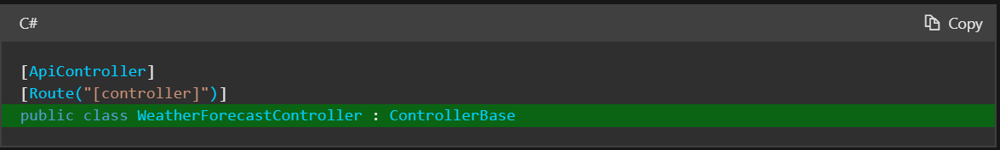 C#
Copy
[ApiController]
[Route("[controller]")]
public class WeatherForecastController : ControllerBase